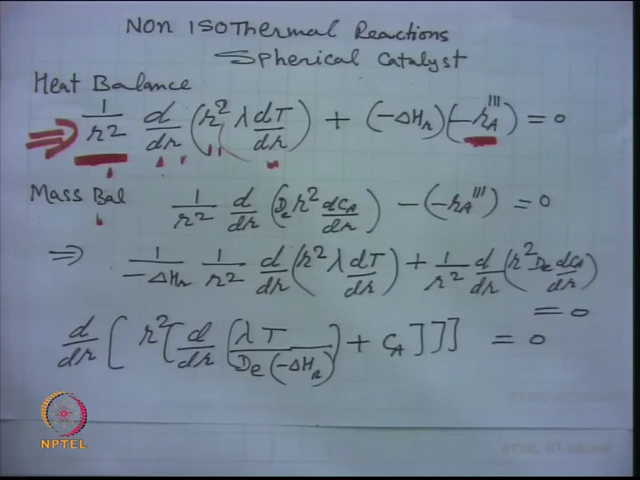 Non Isothermal Reactions
Spherical Catalyst
Heat Balance
⇒ 1/r² d/dr (r² λ dT/dr) + (-ΔHr)(-rA''') = 0
Mass Bal 1/r² d/dr (De r² dCA/dr) - (-rA''') = 0
⇒ 1/-ΔHr 1/r² d/dr (r² λ dT/dr) + 1/r² d/dr (r² De dCA/dr) = 0
d/dr [ r² [ d/dr ( λT/De(-ΔHr) + CA ] ] ] = 0
NPTEL